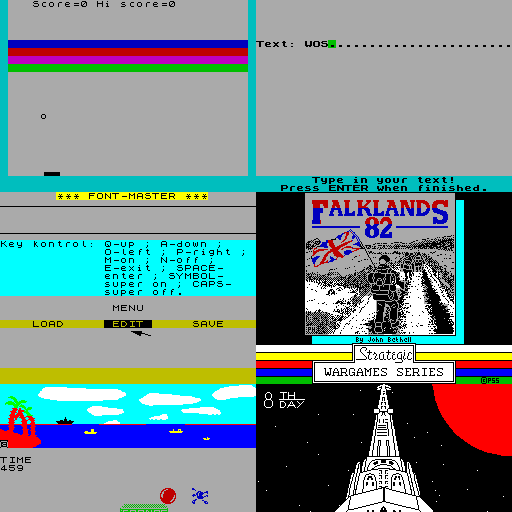 Score=0 Hi score=0
Text: WOS.
Type in your text!
Press ENTER when finished.
*** FONT-MASTER ***
Key Kontrol: Q-up ; A-down ;
O-left ; P-right ;
M-on ; N-off ;
E-exit ; SPACE-
enter ; SYMBOL-
super on ; CAPS-
super off.
MENU
LOAD EDIT SAVE
FALKLANDS
82
By John Bethell
Strategic
WARGAMES SERIES
©PSS
TIME
459
8 TH
DAY